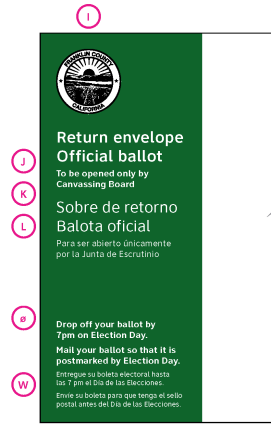 I
FRANKLIN COUNTY
CALIFORNIA
Return envelope
Official ballot
J
To be opened only by
Canvassing Board
K
Sobre de retorno
L
Balota oficial
Para ser abierto únicamente
por la Junta de Escrutinio
ø
Drop off your ballot by
7pm on Election Day.
Mail your ballot so that it is
postmarked by Election Day.
Entregue su boleta electoral hasta
W
las 7 pm el Día de las Elecciones.
Envíe su boleta para que tenga el sello
postal antes del Día de las Elecciones.